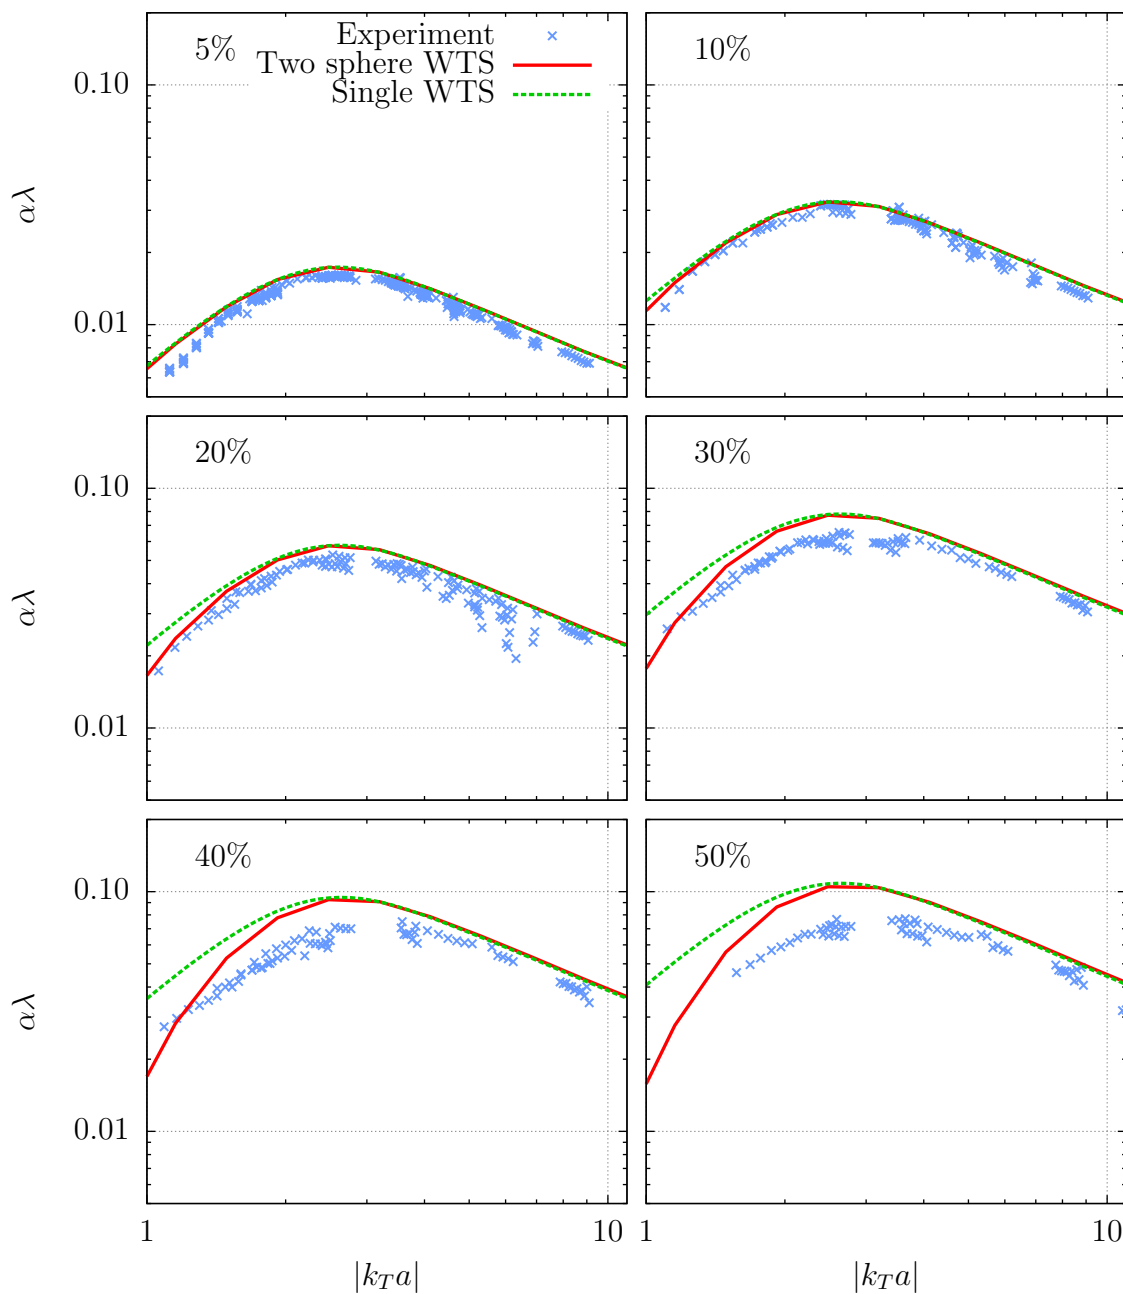 5%
Experiment
Two sphere WTS
Single WTS
10%
0.10
αλ
0.01
20%
30%
0.10
αλ
0.01
40%
50%
0.10
αλ
0.01
1
10
1
10
|k_T a|
|k_T a|